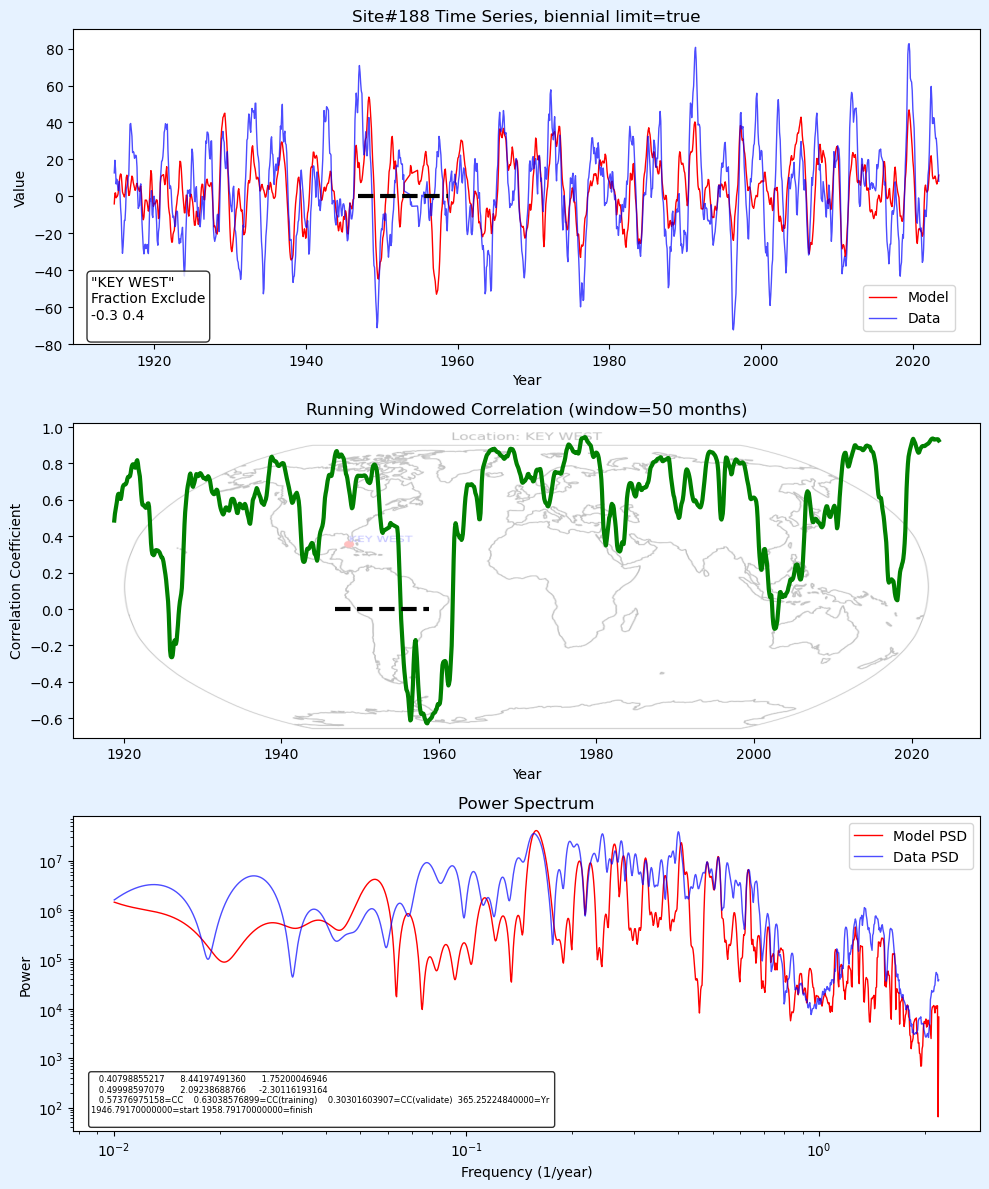 Site#188 Time Series, biennial limit=true
80
60
40
20
0
−20
−40
−60
−80
Value
"KEY WEST"
Fraction Exclude
-0.3 0.4
Model
Data
1920
1940
1960
1980
2000
2020
Year
Running Windowed Correlation (window=50 months)
Location: KEY WEST
KEY WEST
1.0
0.8
0.6
0.4
0.2
0.0
−0.2
−0.4
−0.6
Correlation Coefficient
1920
1940
1960
1980
2000
2020
Year
Power Spectrum
Model PSD
Data PSD
10⁷
10⁶
10⁵
10⁴
10³
10²
Power
0.40798855217 8.44197491360 1.75200046946
0.49998597079 2.09238688766 -2.30116193164
0.57376975158=CC 0.63038576899=CC(training) 0.30301603907=CC(validate) 365.25224840000=Yr
1946.79170000000=start 1958.79170000000=finish
10⁻²
10⁻¹
10⁰
Frequency (1/year)